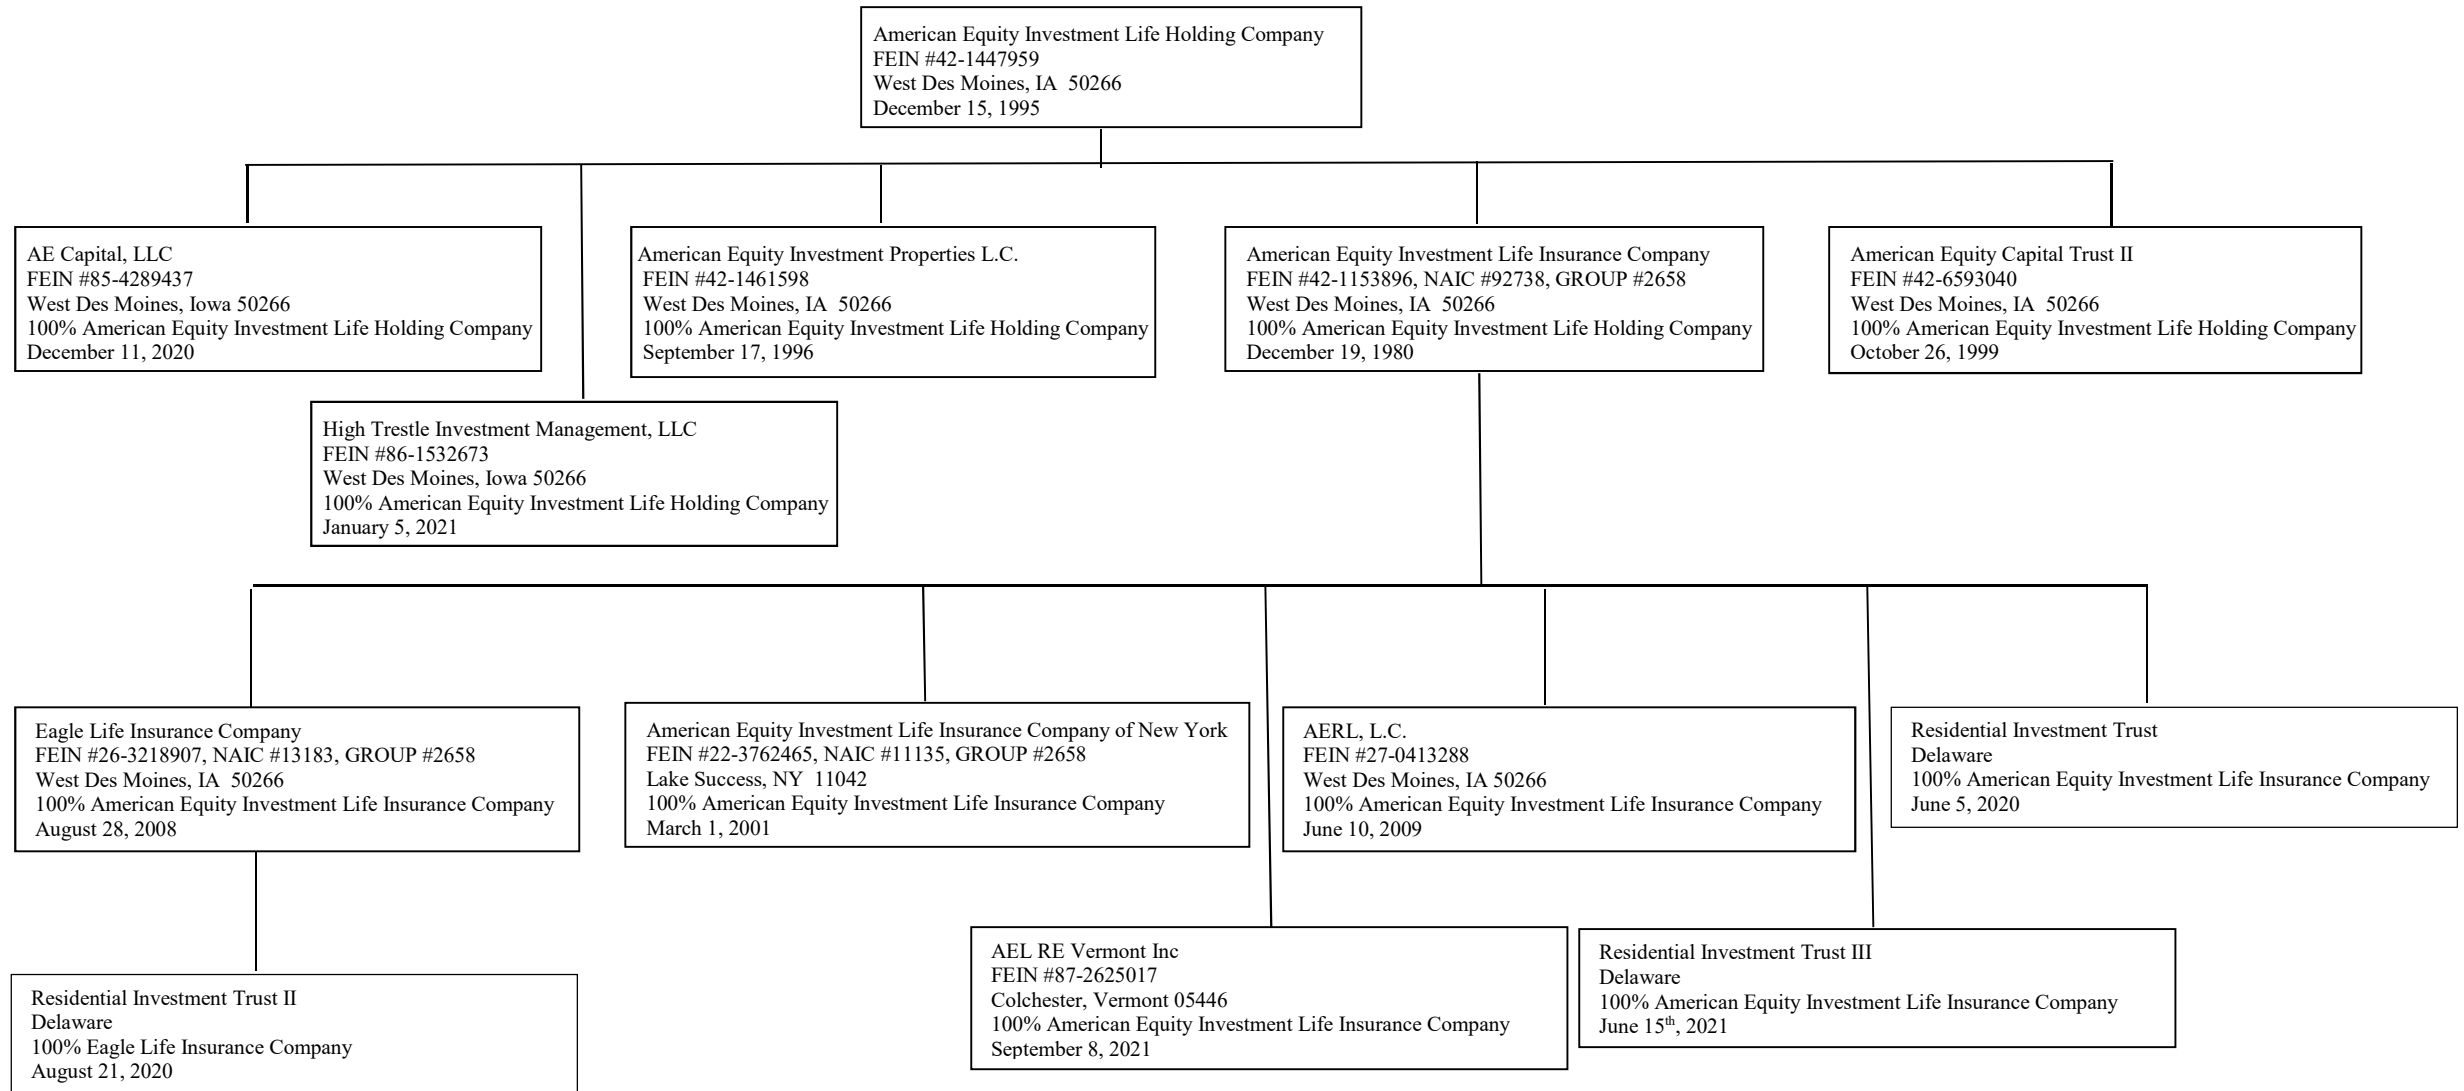 American Equity Investment Life Holding Company
FEIN #42-1447959
West Des Moines, IA  50266
December 15, 1995
AE Capital, LLC
FEIN #85-4289437
West Des Moines, Iowa 50266
100% American Equity Investment Life Holding Company
December 11, 2020
American Equity Investment Properties L.C.
FEIN #42-1461598
West Des Moines, IA  50266
100% American Equity Investment Life Holding Company
September 17, 1996
American Equity Investment Life Insurance Company
FEIN #42-1153896, NAIC #92738, GROUP #2658
West Des Moines, IA  50266
100% American Equity Investment Life Holding Company
December 19, 1980
American Equity Capital Trust II
FEIN #42-6593040
West Des Moines, IA  50266
100% American Equity Investment Life Holding Company
October 26, 1999
High Trestle Investment Management, LLC
FEIN #86-1532673
West Des Moines, Iowa 50266
100% American Equity Investment Life Holding Company
January 5, 2021
Eagle Life Insurance Company
FEIN #26-3218907, NAIC #13183, GROUP #2658
West Des Moines, IA  50266
100% American Equity Investment Life Insurance Company
August 28, 2008
American Equity Investment Life Insurance Company of New York
FEIN #22-3762465, NAIC #11135, GROUP #2658
Lake Success, NY  11042
100% American Equity Investment Life Insurance Company
March 1, 2001
AERL, L.C.
FEIN #27-0413288
West Des Moines, IA 50266
100% American Equity Investment Life Insurance Company
June 10, 2009
Residential Investment Trust
Delaware
100% American Equity Investment Life Insurance Company
June 5, 2020
AEL RE Vermont Inc
FEIN #87-2625017
Colchester, Vermont 05446
100% American Equity Investment Life Insurance Company
September 8, 2021
Residential Investment Trust III
Delaware
100% American Equity Investment Life Insurance Company
June 15th, 2021
Residential Investment Trust II
Delaware
100% Eagle Life Insurance Company
August 21, 2020